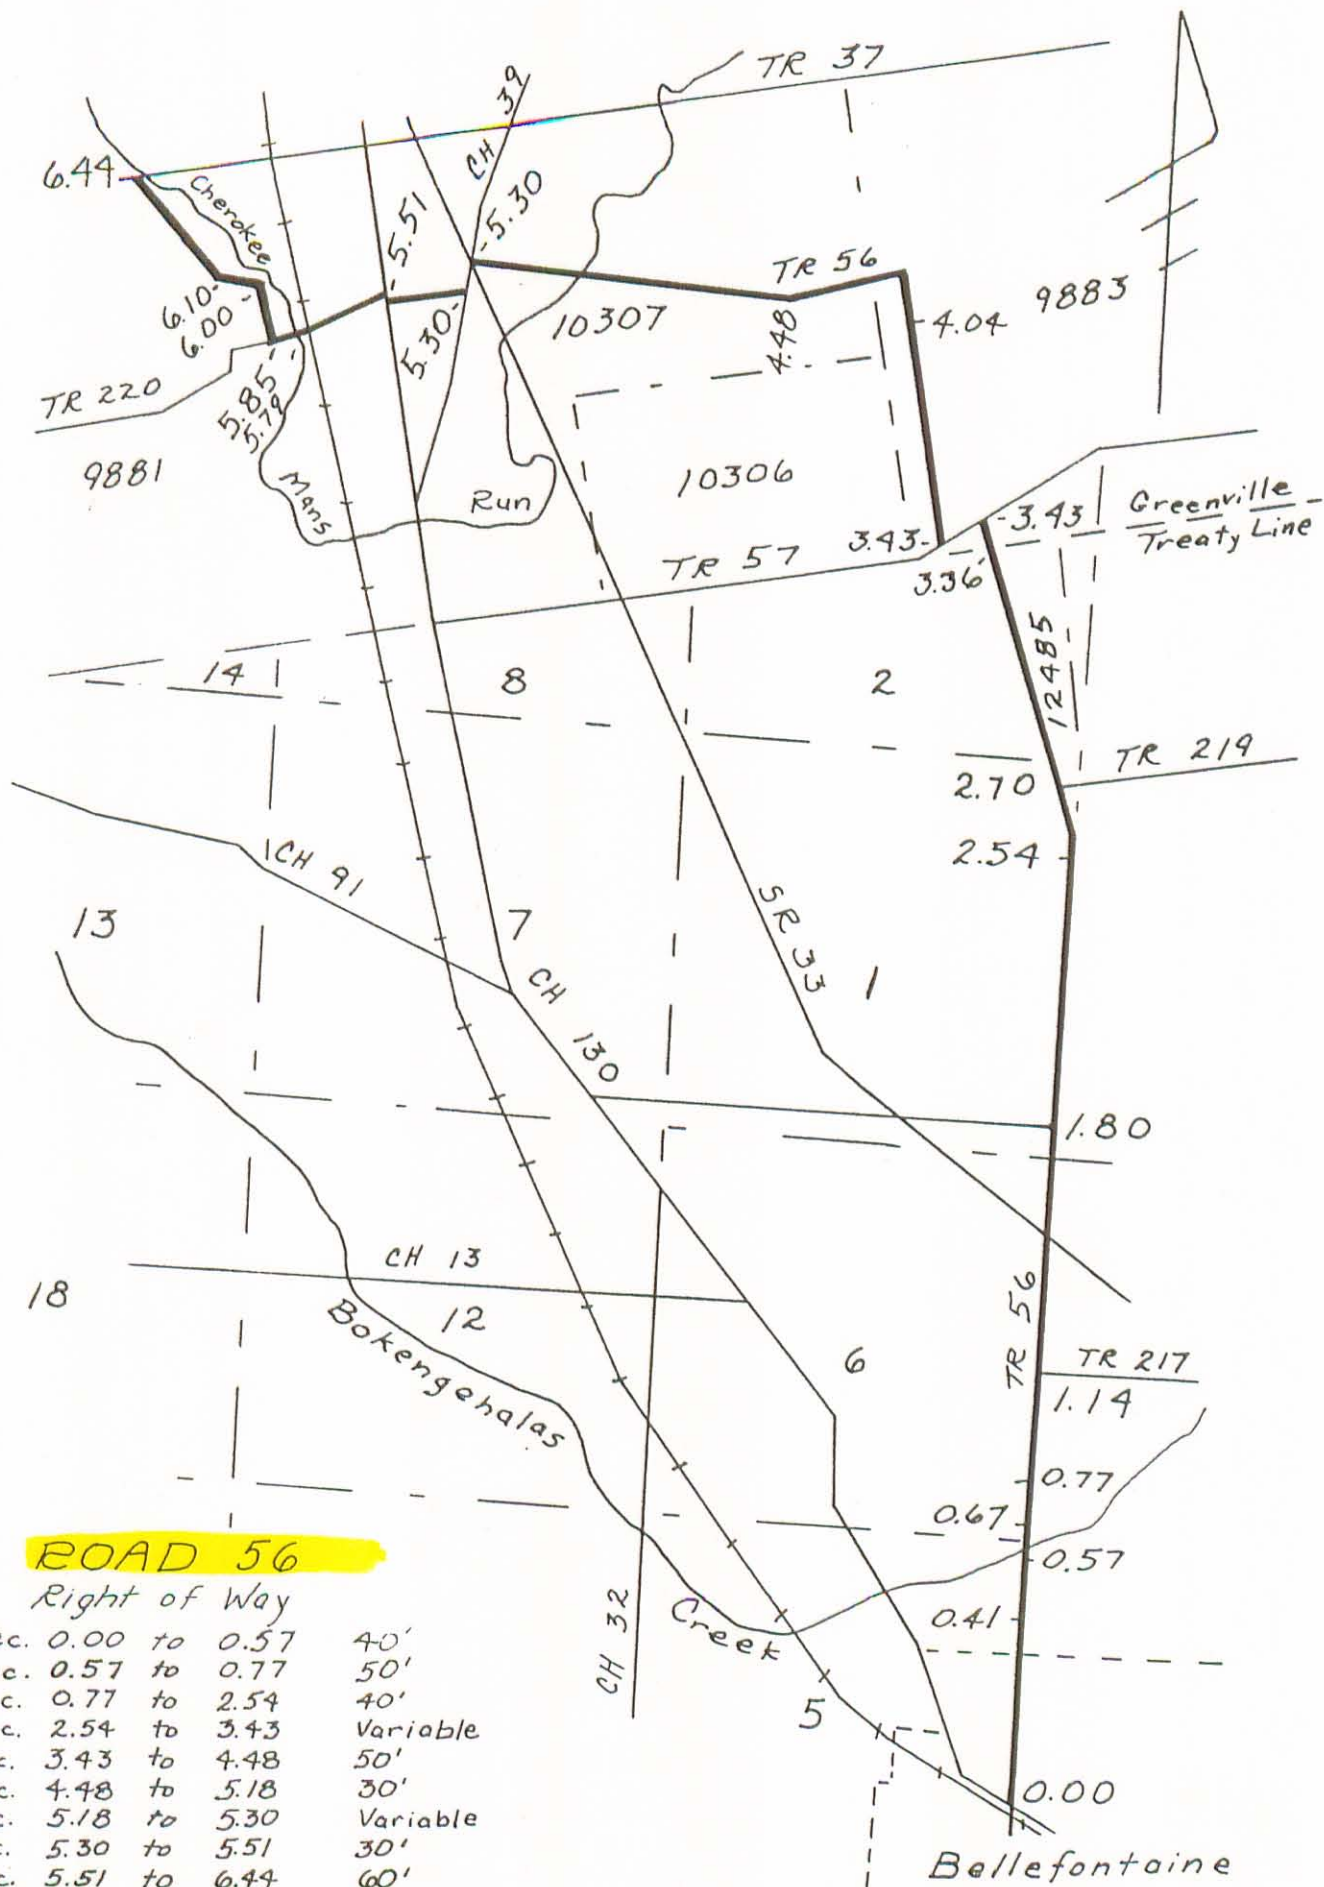 TR 37
39
CH
6.44
Cherokee
5.51
5.30
TR 56
9883
6.10
6.00
10307
4.48
4.04
5.30
TR 220
5.85
5.79
9881
Mans
Run
10306
3.43
Greenville
Treaty Line
3.43
TR 57
3.36
12485
14
8
2
TR 219
2.70
2.54
CH 91
13
7
SR 33
1
CH 130
1.80
CH 13
18
12
Bokengehalas
TR 56
6
TR 217
1.14
0.77
0.67
ROAD 56
0.57
Right of Way
CH 32
Creek
0.41
c. 0.00 to 0.57 40'
c. 0.57 to 0.77 50'
c. 0.77 to 2.54 40'
c. 2.54 to 3.43 Variable
c. 3.43 to 4.48 50'
c. 4.48 to 5.18 30'
c. 5.18 to 5.30 Variable
c. 5.30 to 5.51 30'
c. 5.51 to 6.44 60'
5
0.00
Bellefontaine